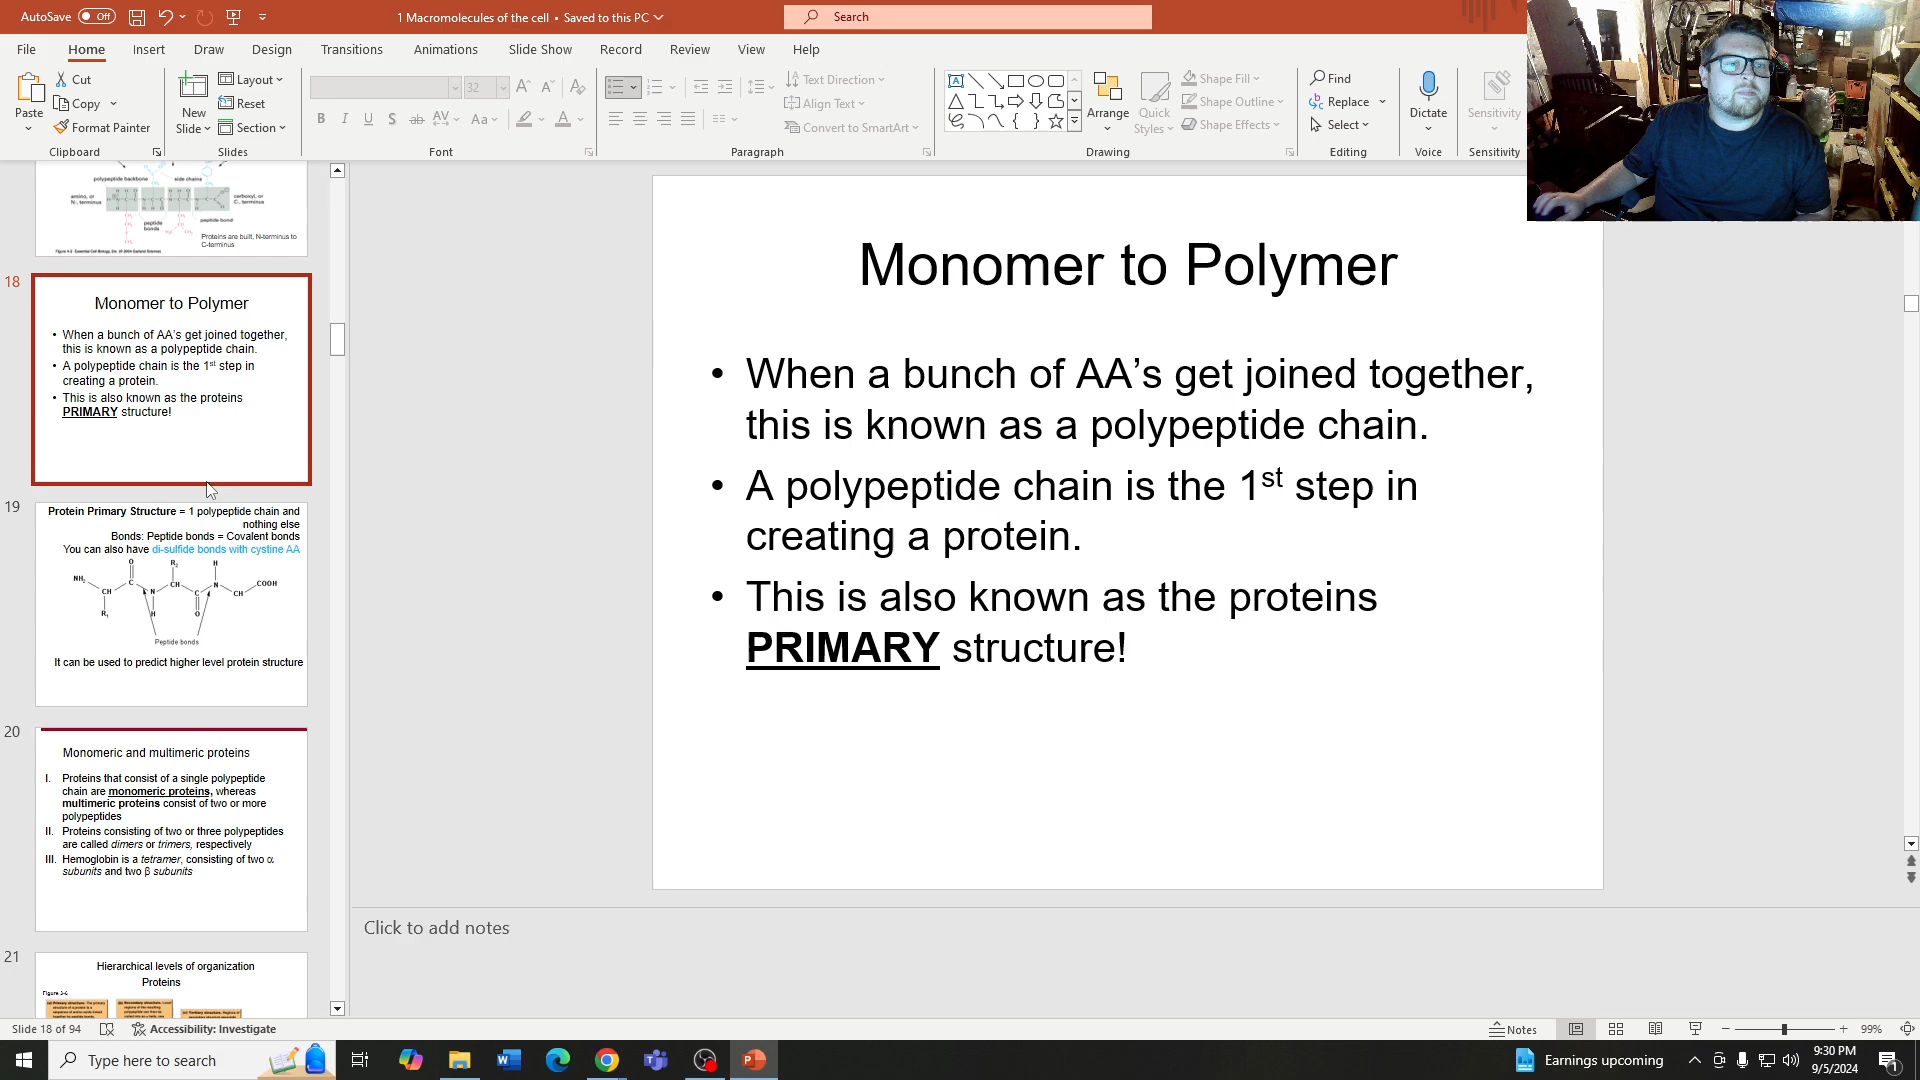 AutoSave Off 1 Macromolecules of the cell • Saved to this PC Search
File Home Insert Draw Design Transitions Animations Slide Show Record Review View Help
Paste Cut Copy Format Painter Clipboard
New Slide Layout Reset Section Slides
32
Font
Text Direction Align Text Convert to SmartArt Paragraph
Arrange Quick Styles Shape Fill Shape Outline Shape Effects Drawing
Find Replace Select Editing
Dictate Voice
Sensitivity Sensitivity
polypeptide backbone side chains
amino, or N-, terminus
carboxyl, or C-, terminus
peptide bonds
peptide bond
Proteins are built, N-terminus to
C-terminus
18
Monomer to Polymer
• When a bunch of AA’s get joined together,
this is known as a polypeptide chain.
• A polypeptide chain is the 1st step in
creating a protein.
• This is also known as the proteins
PRIMARY structure!
19
Protein Primary Structure = 1 polypeptide chain and
nothing else
Bonds: Peptide bonds = Covalent bonds
You can also have di-sulfide bonds with cystine AA
O R2 H
NH2 C CH N COOH
CH N C CH
R1 H O
Peptide bonds
It can be used to predict higher level protein structure
20
Monomeric and multimeric proteins
I. Proteins that consist of a single polypeptide
chain are monomeric proteins, whereas
multimeric proteins consist of two or more
polypeptides
II. Proteins consisting of two or three polypeptides
are called dimers or trimers, respectively
III. Hemoglobin is a tetramer, consisting of two α
subunits and two β subunits
21
Hierarchical levels of organization
Proteins
Figure 3-6
Monomer to Polymer
• When a bunch of AA’s get joined together,
this is known as a polypeptide chain.
• A polypeptide chain is the 1st step in
creating a protein.
• This is also known as the proteins
PRIMARY structure!
Click to add notes
Slide 18 of 94 Accessibility: Investigate Notes 99%
Type here to search Earnings upcoming 9:30 PM
9/5/2024
1